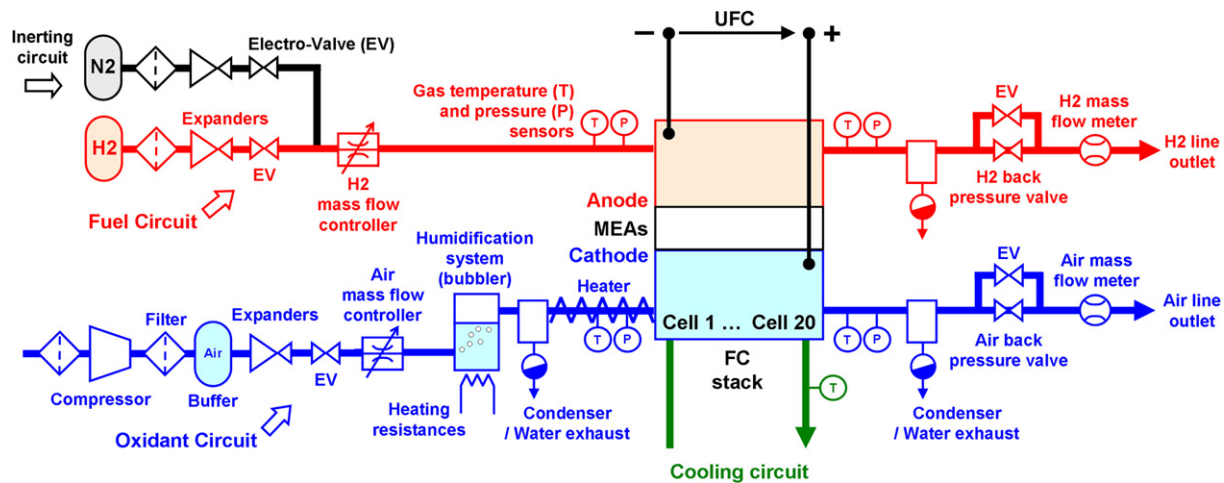 Inerting
circuit
N2
Electro-Valve (EV)
− UFC +
Gas temperature (T)
and pressure (P)
sensors
T P
H2
Expanders
EV
H2
mass flow
controller
Fuel Circuit
Anode
MEAs
Cathode
T P
EV
H2 mass
flow meter
H2 line
outlet
H2 back
pressure valve
Humidification
system
(bubbler)
Air
mass flow
controller
Heater
T P
Filter
Expanders
Air
EV
Compressor
Buffer
Oxidant Circuit
Heating
resistances
Condenser
/ Water exhaust
Cell 1 ... Cell 20
FC
stack
T
Cooling circuit
T P
EV
Air mass
flow meter
Air line
outlet
Air back
pressure valve
Condenser
/ Water exhaust